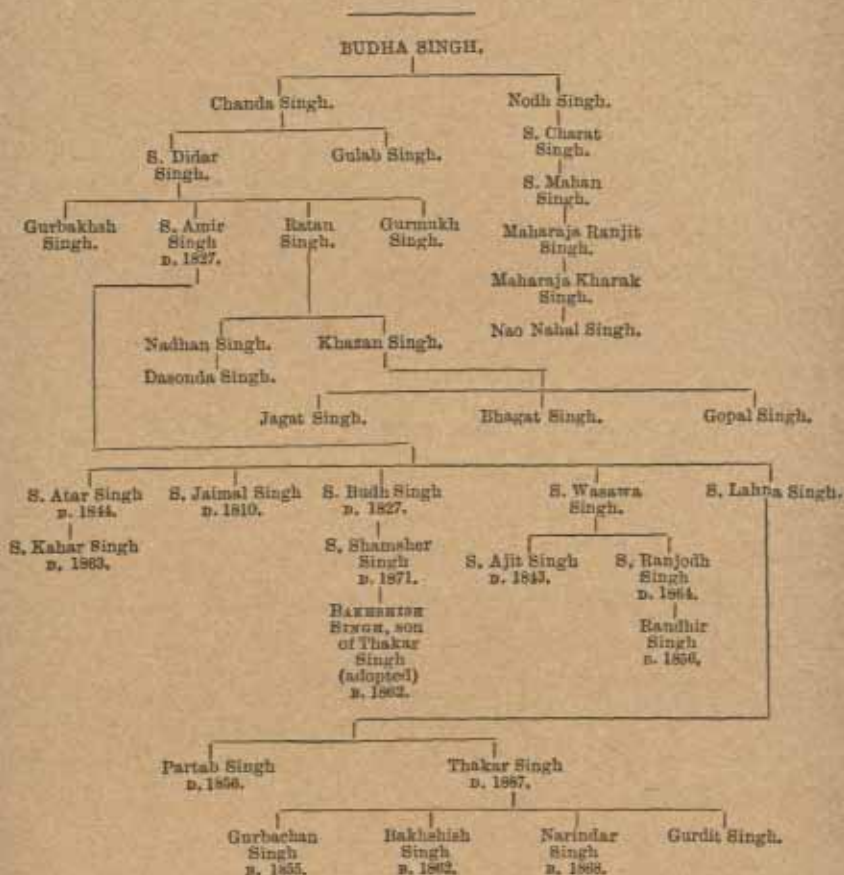 BUDHA SINGH.
Chanda Singh.
Nodh Singh.
S. Didar
Singh.
Gulab Singh.
S. Charat
Singh.
S. Mahan
Singh.
Gurbakhsh
Singh.
S. Amir
Singh
D. 1827.
Ratan
Singh.
Gurmukh
Singh.
Maharaja Ranjit
Singh.
Maharaja Kharak
Singh.
Nao Nahal Singh.
Nadhan Singh.
Khazan Singh.
Dasonda Singh.
Jagat Singh.
Bhagat Singh.
Gopal Singh.
S. Atar Singh
D. 1844.
S. Jaimal Singh
D. 1810.
S. Budh Singh
D. 1827.
S. Wasawa
Singh.
S. Lahna Singh.
S. Kahar Singh
D. 1863.
S. Shamsher
Singh
D. 1871.
S. Ajit Singh
D. 1843.
S. Ranjodh
Singh
D. 1864.
BAKHSHISH
SINGH, son
of Thakar
Singh
(adopted)
B. 1862.
Randhir
Singh
1856.
Partab Singh
D. 1856.
Thakar Singh
D. 1887.
Gurbachan
Singh
B. 1855.
Bakhshish
Singh
B. 1862.
Narindar
Singh
B. 1868.
Gurdit Singh.